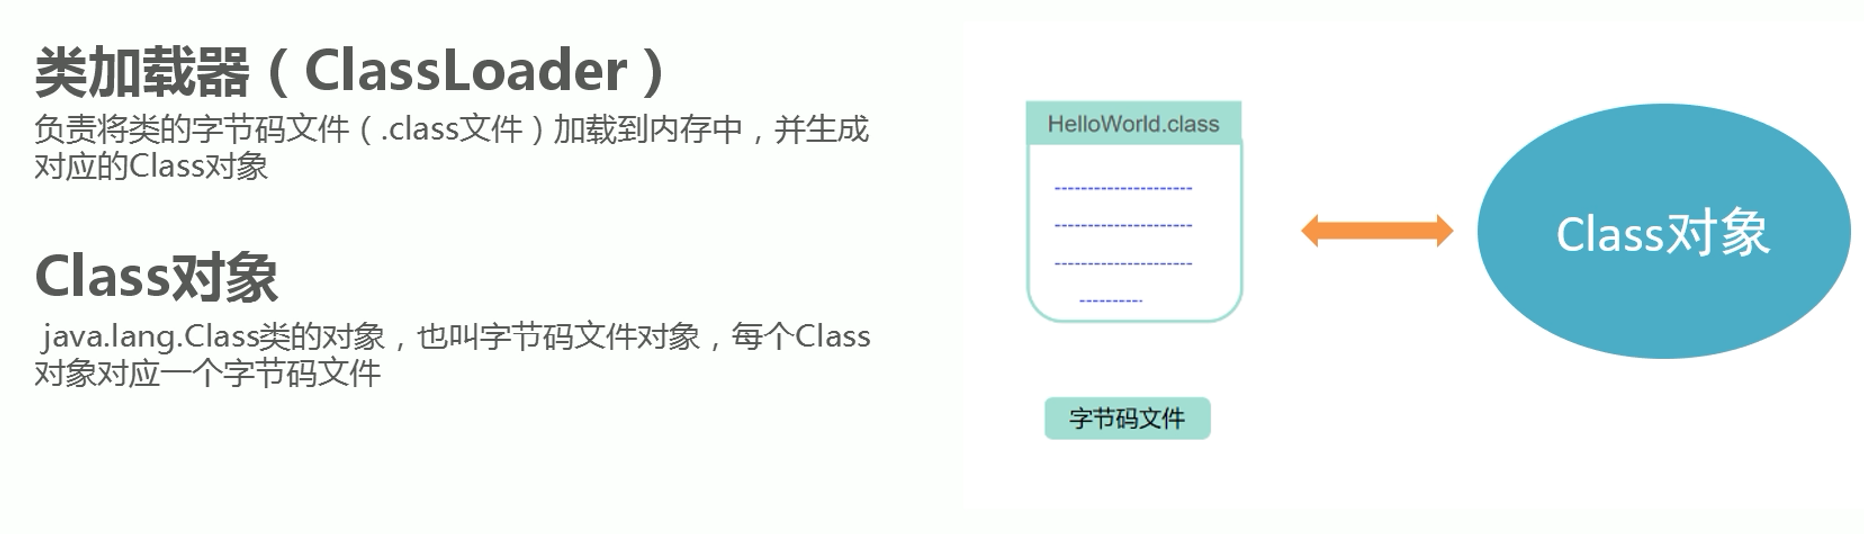 类加载器（ClassLoader）
负责将类的字节码文件（.class文件）加载到内存中，并生成
对应的Class对象
Class对象
java.lang.Class类的对象，也叫字节码文件对象，每个Class
对象对应一个字节码文件
HelloWorld.class
字节码文件
Class对象